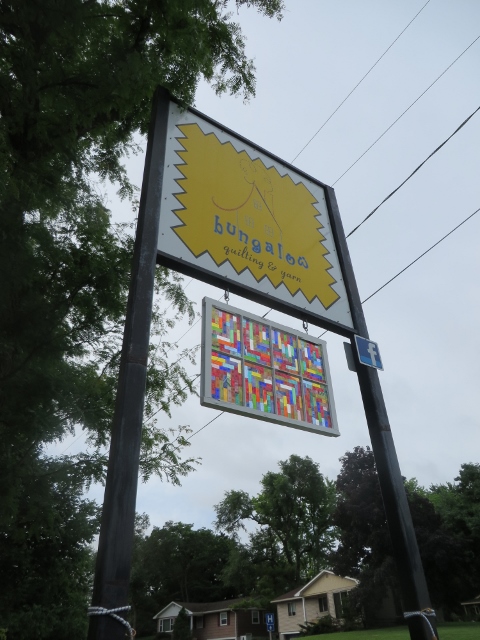 bungalow
quilting & yarn
f
H